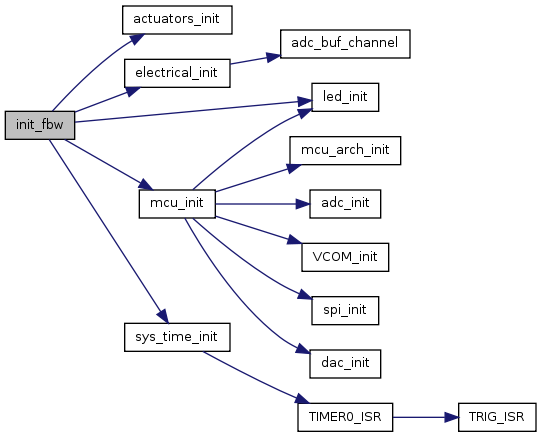 actuators_init
electrical_init
adc_buf_channel
led_init
init_fbw
mcu_arch_init
mcu_init
adc_init
VCOM_init
spi_init
sys_time_init
dac_init
TIMER0_ISR
TRIG_ISR